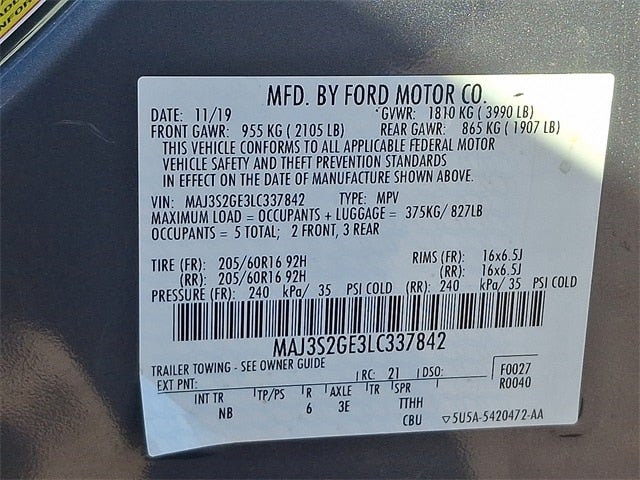 MFD. BY FORD MOTOR CO.
DATE: 11/19 GVWR: 1810 KG ( 3990 LB)
FRONT GAWR: 955 KG ( 2105 LB) REAR GAWR: 865 KG ( 1907 LB)
THIS VEHICLE CONFORMS TO ALL APPLICABLE FEDERAL MOTOR
VEHICLE SAFETY AND THEFT PREVENTION STANDARDS
IN EFFECT ON THE DATE OF MANUFACTURE SHOWN ABOVE.
VIN: MAJ3S2GE3LC337842 TYPE: MPV
MAXIMUM LOAD = OCCUPANTS + LUGGAGE = 375KG/ 827LB
OCCUPANTS = 5 TOTAL; 2 FRONT, 3 REAR
TIRE (FR): 205/60R16 92H RIMS (FR): 16x6.5J
(RR): 205/60R16 92H (RR): 16x6.5J
PRESSURE (FR): 240 kPa/ 35 PSI COLD (RR): 240 kPa/ 35 PSI COLD
MAJ3S2GE3LC337842
TRAILER TOWING - SEE OWNER GUIDE
EXT PNT: RC: 21 DSO: F0027
R0040
INT TR TP/PS R AXLE TR SPR
NB 6 3E TTHH
CBU ▽5U5A-5420472-AA